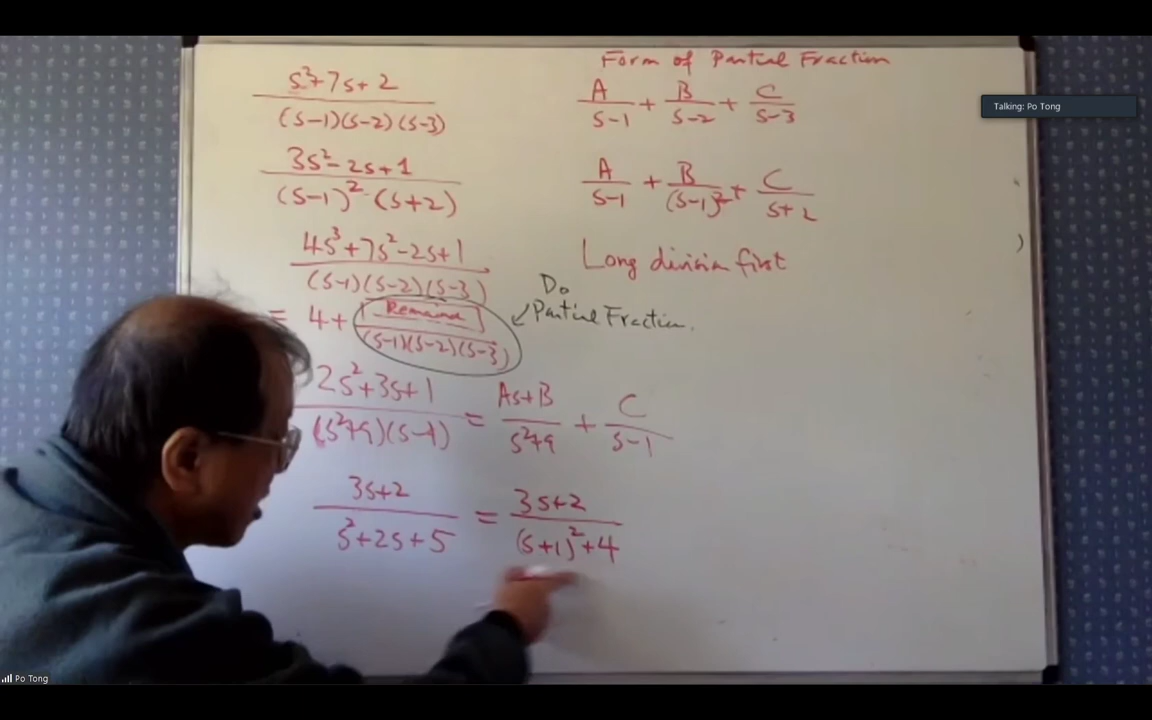 Form of Partial Fraction
s²+7s+2 / (s-1)(s-2)(s-3)
A/(s-1) + B/(s-2) + C/(s-3)
3s²-2s+1 / (s-1)²(s+2)
A/(s-1) + B/(s-1)² + C/(s+2)
4s³+7s²-2s+1 / (s-1)(s-2)(s-3)
Long division first
= 4 + / (s-1)(s-2)(s-3)
Do
Partial Fraction.
2s²+3s+1 / (s²+9)(s-1) = As+B / s²+9 + C / s-1
3s+2 / s²+2s+5 = 3s+2 / (s+1)²+4
Talking: Po Tong
Po Tong